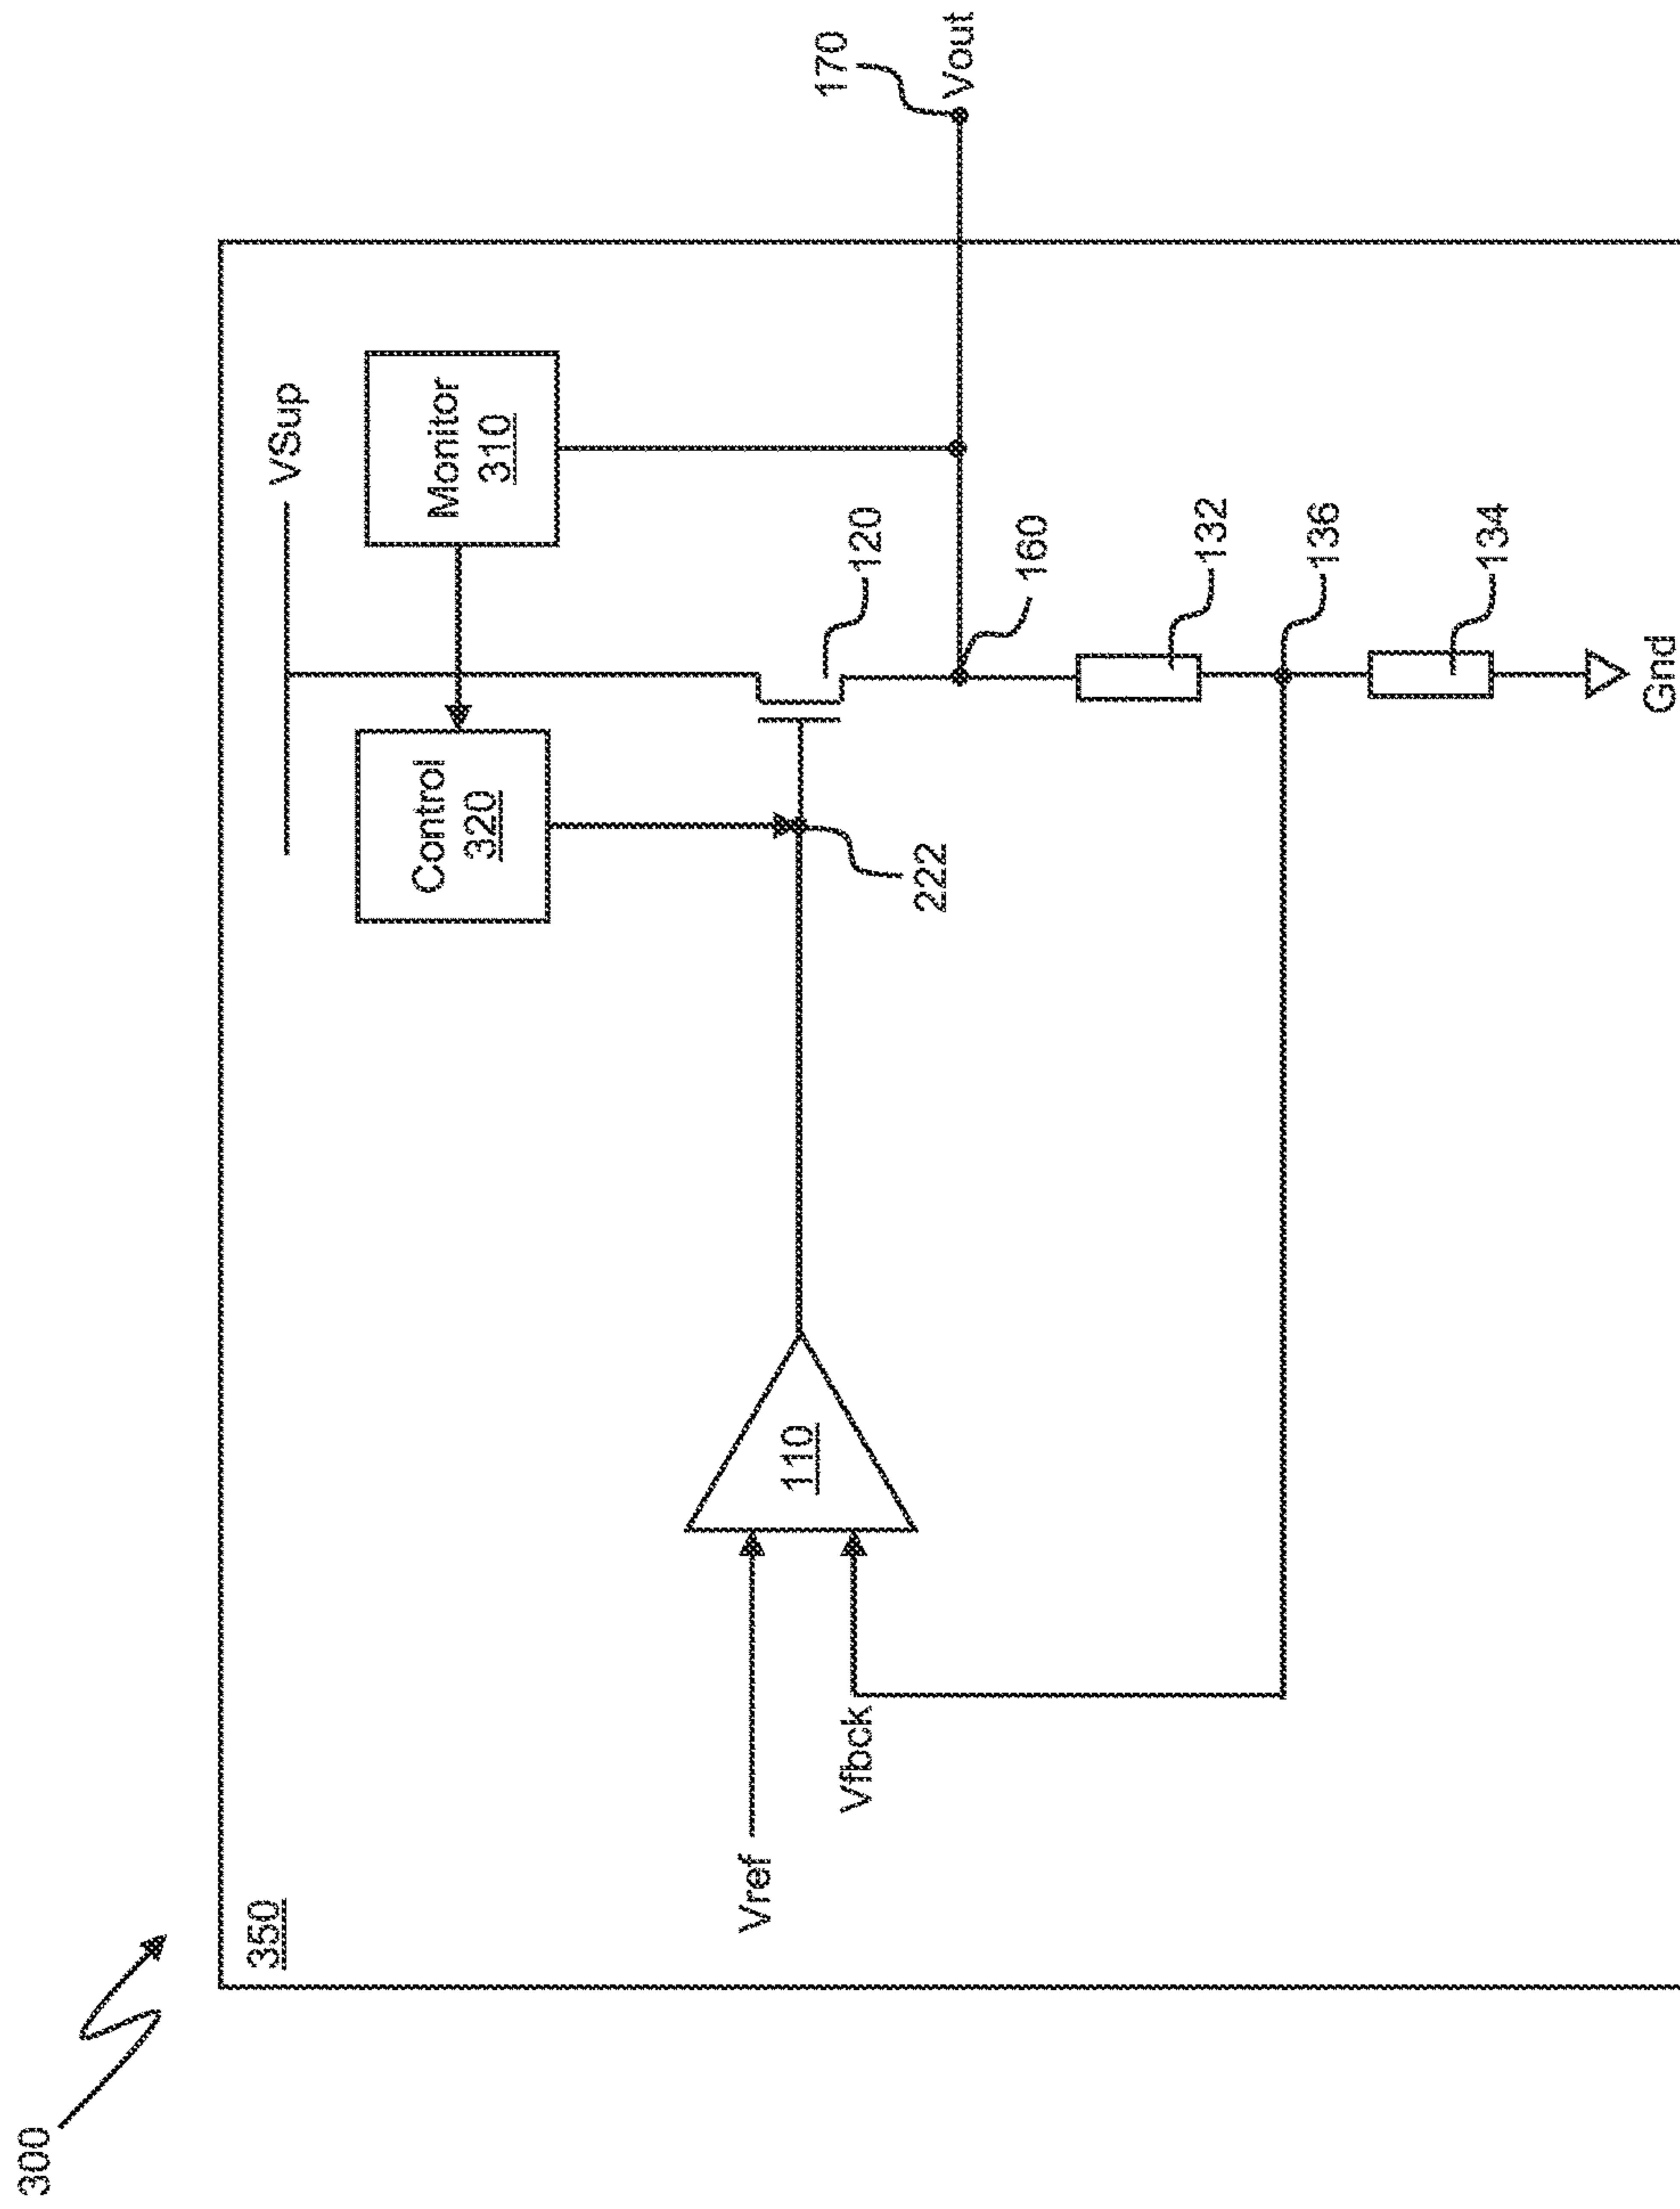 300
350
VSup
Control
320
Monitor
310
Vref
Vfbck
110
222
120
170
Vout
160
132
136
134
Gnd